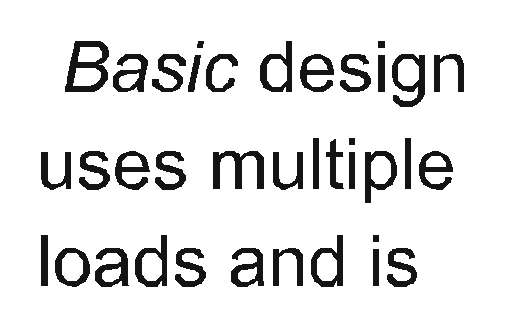 Basic design
uses multiple
loads and is